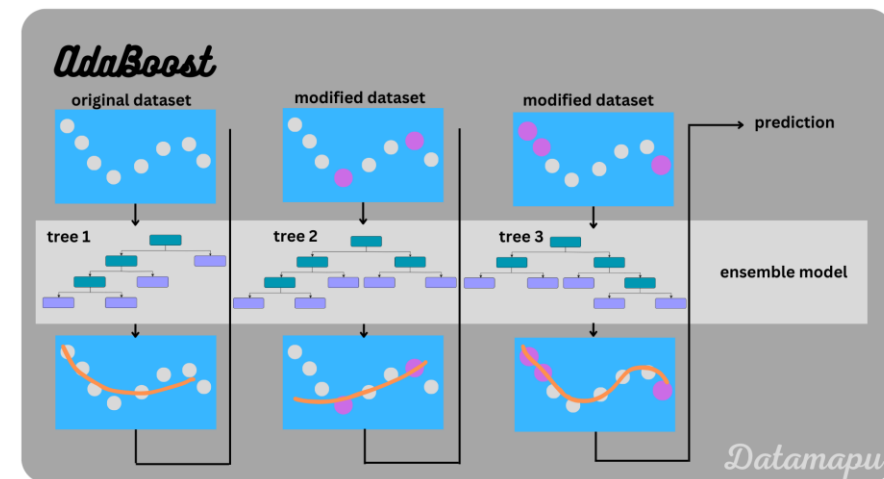 AdaBoost
original dataset
modified dataset
modified dataset
prediction
tree 1
tree 2
tree 3
ensemble model
Datamapu